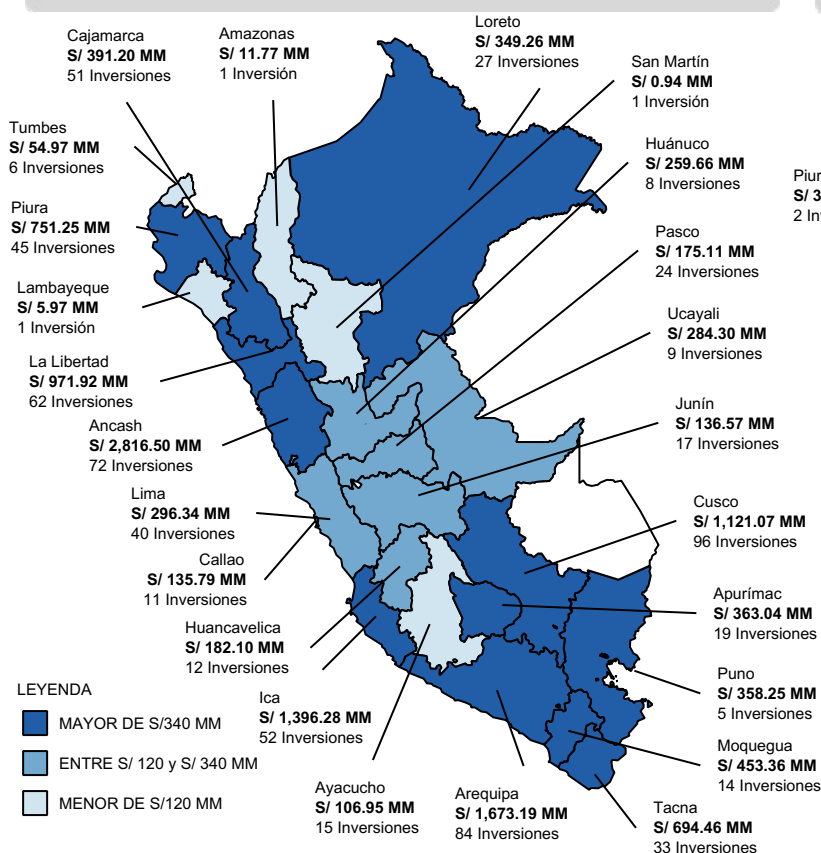 Cajamarca
S/ 391.20 MM
51 Inversiones
Amazonas
S/ 11.77 MM
1 Inversión
Loreto
S/ 349.26 MM
27 Inversiones
San Martín
S/ 0.94 MM
1 Inversión
Tumbes
S/ 54.97 MM
6 Inversiones
Huánuco
S/ 259.66 MM
8 Inversiones
Piura
S/ 751.25 MM
45 Inversiones
Pasco
S/ 175.11 MM
24 Inversiones
Lambayeque
S/ 5.97 MM
1 Inversión
Ucayali
S/ 284.30 MM
9 Inversiones
La Libertad
S/ 971.92 MM
62 Inversiones
Junín
S/ 136.57 MM
17 Inversiones
Ancash
S/ 2,816.50 MM
72 Inversiones
Lima
S/ 296.34 MM
40 Inversiones
Cusco
S/ 1,121.07 MM
96 Inversiones
Callao
S/ 135.79 MM
11 Inversiones
Apurímac
S/ 363.04 MM
19 Inversiones
Huancavelica
S/ 182.10 MM
12 Inversiones
Puno
S/ 358.25 MM
5 Inversiones
Ica
S/ 1,396.28 MM
52 Inversiones
Moquegua
S/ 453.36 MM
14 Inversiones
Ayacucho
S/ 106.95 MM
15 Inversiones
Arequipa
S/ 1,673.19 MM
84 Inversiones
Tacna
S/ 694.46 MM
33 Inversiones
LEYENDA
MAYOR DE S/340 MM
ENTRE S/ 120 y S/ 340 MM
MENOR DE S/120 MM